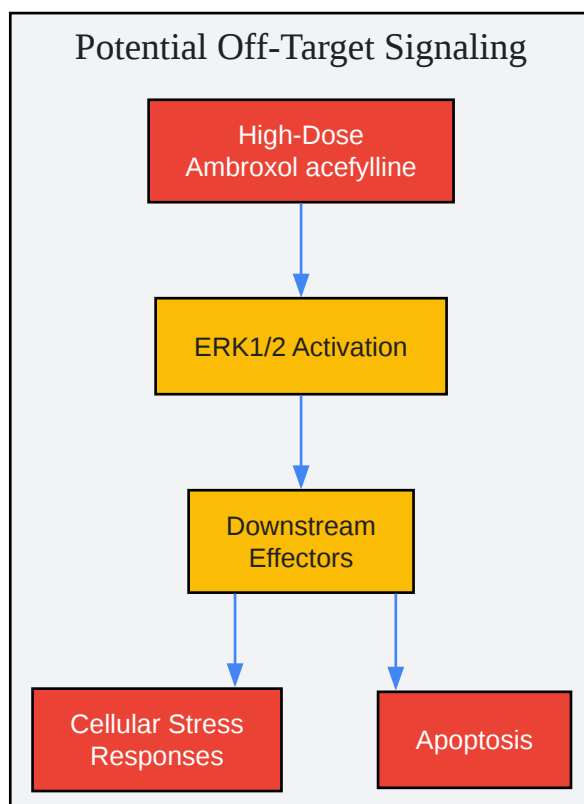 Potential Off-Target Signaling
High-Dose
Ambroxol acefylline
ERK1/2 Activation
Downstream
Effectors
Cellular Stress
Responses
Apoptosis